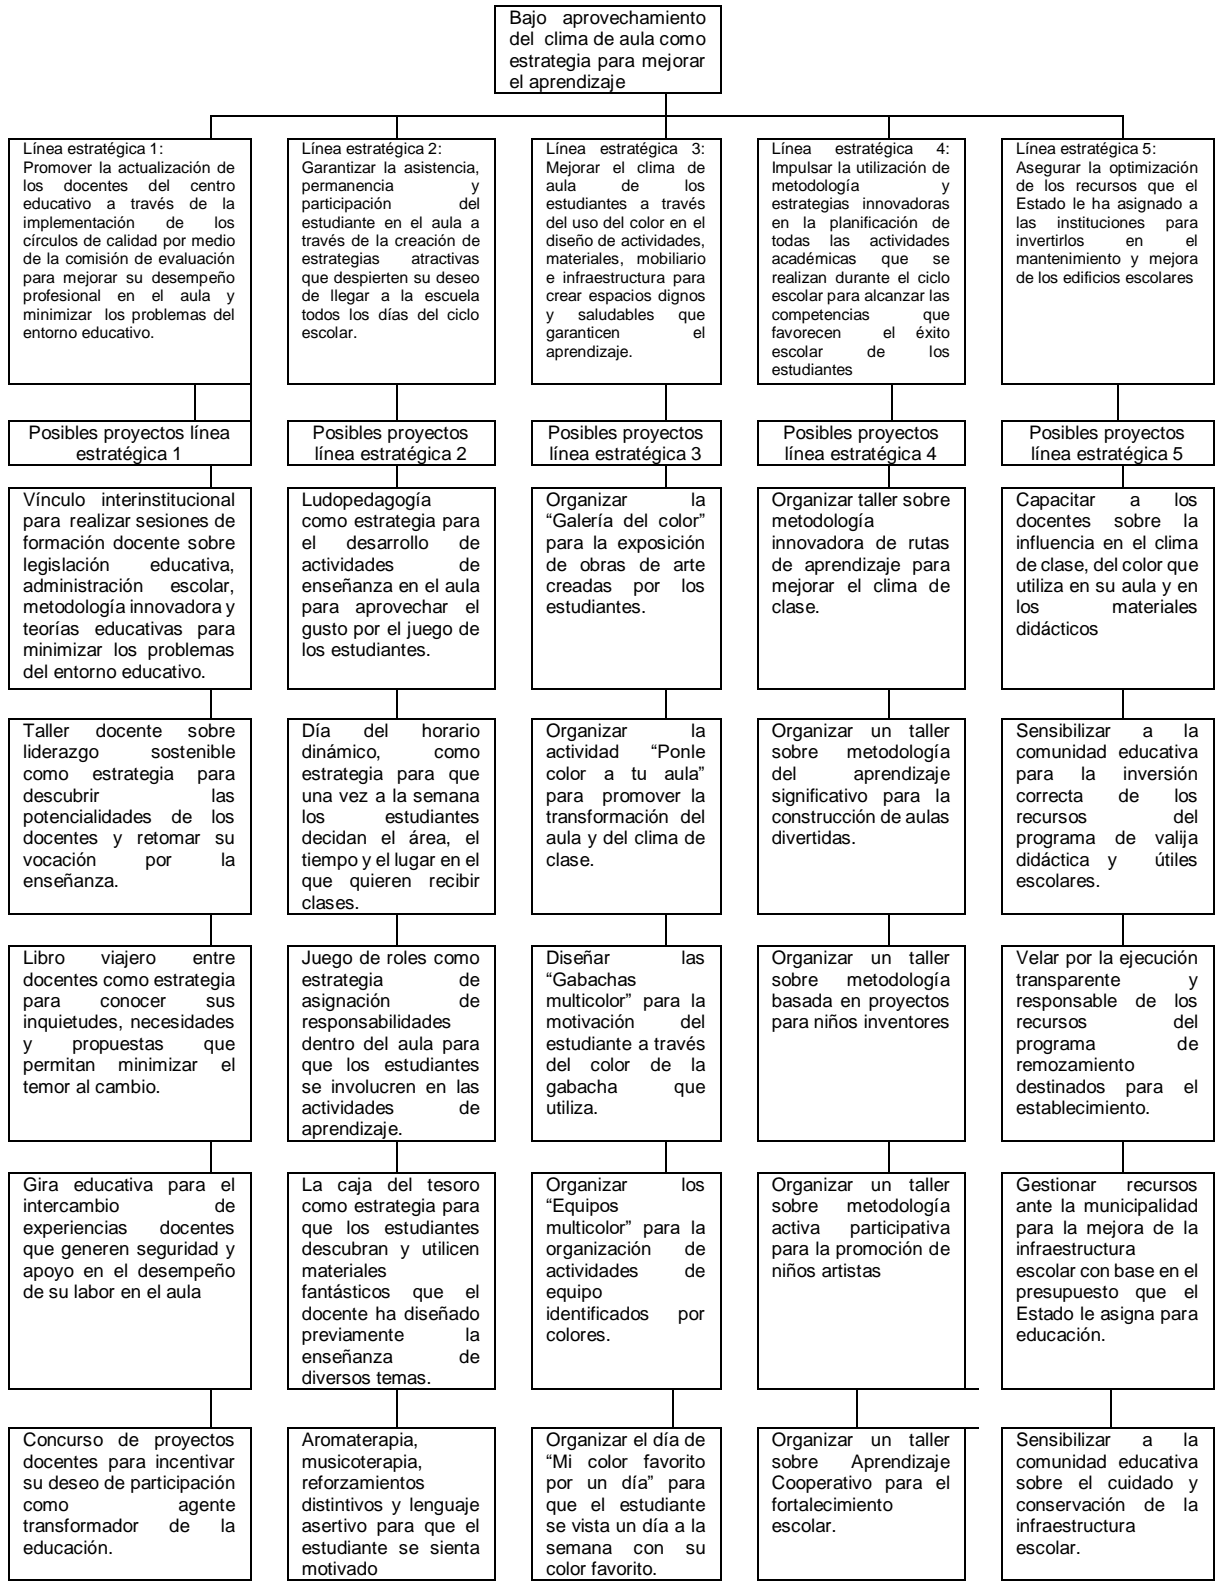 Bajo aprovechamiento
del clima de aula como
estrategia para mejorar
el aprendizaje
Línea estratégica 1:
Promover la actualización de
los docentes del centro
educativo a través de la
implementación de los
círculos de calidad por medio
de la comisión de evaluación
para mejorar su desempeño
profesional en el aula y
minimizar los problemas del
entorno educativo.
Línea estratégica 2:
Garantizar la asistencia,
permanencia y
participación del
estudiante en el aula a
través de la creación de
estrategias atractivas
que despierten su deseo
de llegar a la escuela
todos los días del ciclo
escolar.
Línea estratégica 3:
Mejorar el clima de
aula de los
estudiantes a través
del uso del color en el
diseño de actividades,
materiales, mobiliario
e infraestructura para
crear espacios dignos
y saludables que
garanticen el
aprendizaje.
Línea estratégica 4:
Impulsar la utilización de
metodología y
estrategias innovadoras
en la planificación de
todas las actividades
académicas que se
realizan durante el ciclo
escolar para alcanzar las
competencias que
favorecen el éxito
escolar de los
estudiantes
Línea estratégica 5:
Asegurar la optimización
de los recursos que el
Estado le ha asignado a
las instituciones para
invertirlos en el
mantenimiento y mejora
de los edificios escolares
Posibles proyectos línea
estratégica 1
Posibles proyectos
línea estratégica 2
Posibles proyectos
línea estratégica 3
Posibles proyectos
línea estratégica 4
Posibles proyectos
línea estratégica 5
Vínculo interinstitucional
para realizar sesiones de
formación docente sobre
legislación educativa,
administración escolar,
metodología innovadora y
teorías educativas para
minimizar los problemas
del entorno educativo.
Ludopedagogía
como estrategia para
el desarrollo de
actividades de
enseñanza en el aula
para aprovechar el
gusto por el juego de
los estudiantes.
Organizar la
“Galería del color”
para la exposición
de obras de arte
creadas por los
estudiantes.
Organizar taller sobre
metodología
innovadora de rutas
de aprendizaje para
mejorar el clima de
clase.
Capacitar a los
docentes sobre la
influencia en el clima
de clase, del color que
utiliza en su aula y en
los materiales
didácticos
Taller docente sobre
liderazgo sostenible
como estrategia para
descubrir las
potencialidades de los
docentes y retomar su
vocación por la
enseñanza.
Día del horario
dinámico, como
estrategia para que
una vez a la semana
los estudiantes
decidan el área, el
tiempo y el lugar en el
que quieren recibir
clases.
Organizar la
actividad “Ponle
color a tu aula”
para promover la
transformación del
aula y del clima de
clase.
Organizar un taller
sobre metodología
del aprendizaje
significativo para la
construcción de aulas
divertidas.
Sensibilizar a la
comunidad educativa
para la inversión
correcta de los
recursos del
programa de valija
didáctica y útiles
escolares.
Libro viajero entre
docentes como estrategia
para conocer sus
inquietudes, necesidades
y propuestas que
permitan minimizar el
temor al cambio.
Juego de roles como
estrategia de
asignación de
responsabilidades
dentro del aula para
que los estudiantes
se involucren en las
actividades de
aprendizaje.
Diseñar las
“Gabachas
multicolor” para la
motivación del
estudiante a través
del color de la
gabacha que
utiliza.
Organizar un taller
sobre metodología
basada en proyectos
para niños inventores
Velar por la ejecución
transparente y
responsable de los
recursos del
programa de
remozamiento
destinados para el
establecimiento.
Gira educativa para el
intercambio de
experiencias docentes
que generen seguridad y
apoyo en el desempeño
de su labor en el aula
La caja del tesoro
como estrategia para
que los estudiantes
descubran y utilicen
materiales
fantásticos que el
docente ha diseñado
previamente la
enseñanza de
diversos temas.
Organizar los
“Equipos
multicolor” para la
organización de
actividades de
equipo
identificados por
colores.
Organizar un taller
sobre metodología
activa participativa
para la promoción de
niños artistas
Gestionar recursos
ante la municipalidad
para la mejora de la
infraestructura
escolar con base en el
presupuesto que el
Estado le asigna para
educación.
Concurso de proyectos
docentes para incentivar
su deseo de participación
como agente
transformador de la
educación.
Aromaterapia,
musicoterapia,
reforzamientos
distintivos y lenguaje
asertivo para que el
estudiante se sienta
motivado
Organizar el día de
“Mi color favorito
por un día” para
que el estudiante
se vista un día a la
semana con su
color favorito.
Organizar un taller
sobre Aprendizaje
Cooperativo para el
fortalecimiento
escolar.
Sensibilizar a la
comunidad educativa
sobre el cuidado y
conservación de la
infraestructura
escolar.